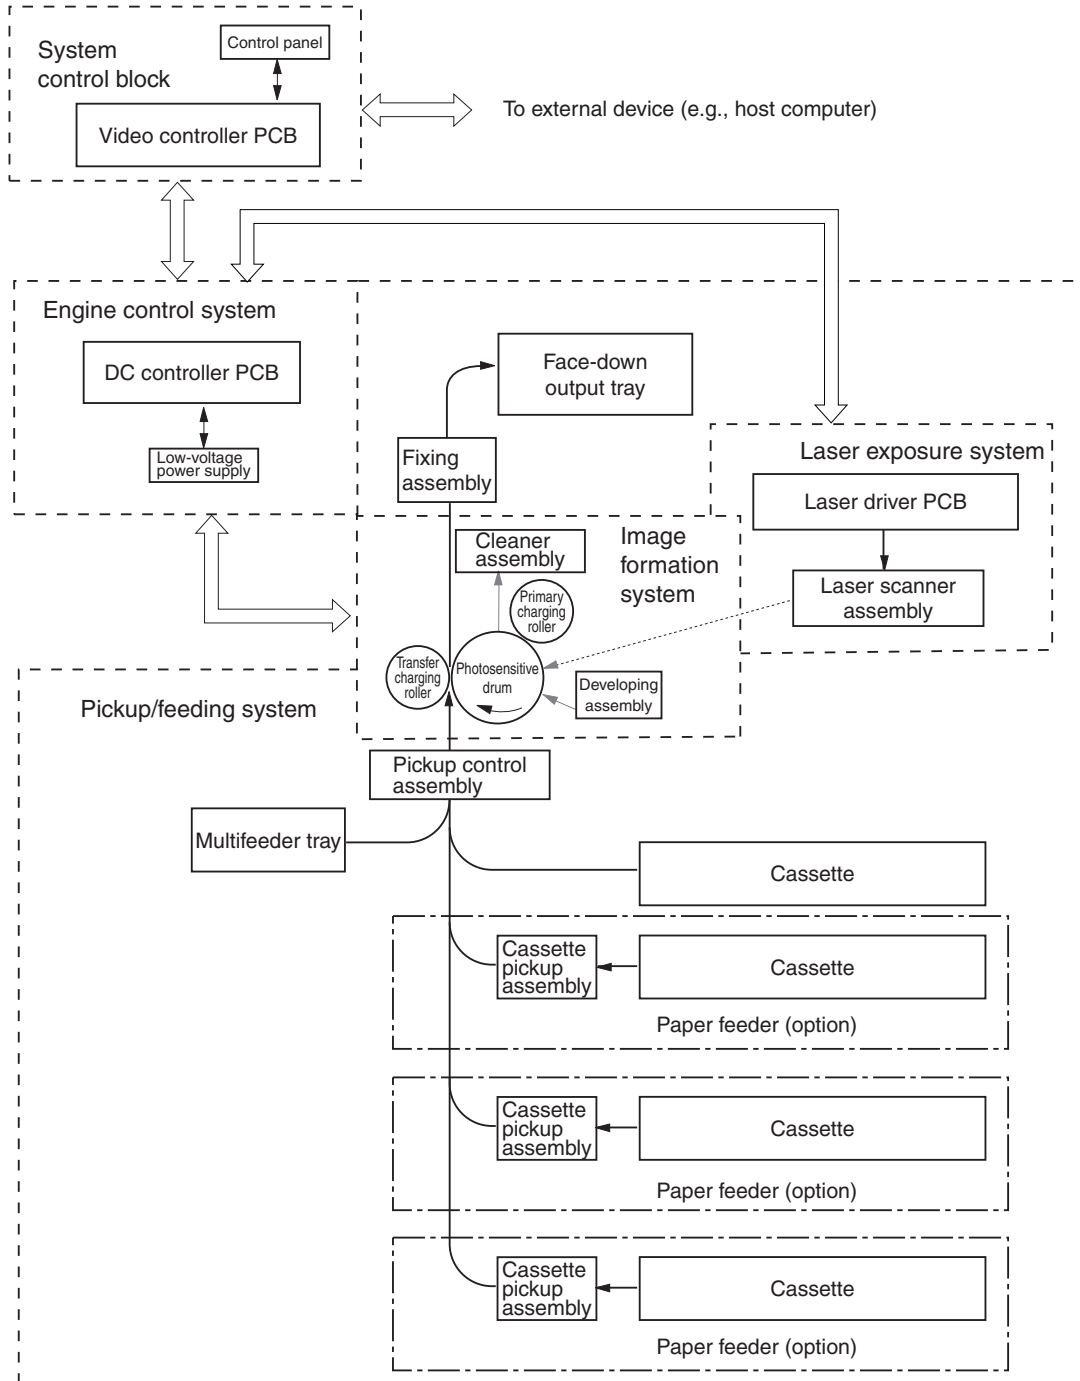 System
control block
Control panel
Video controller PCB
To external device (e.g., host computer)
Engine control system
DC controller PCB
Low-voltage
power supply
Face-down
output tray
Fixing
assembly
Laser exposure system
Laser driver PCB
Laser scanner
assembly
Image
formation
system
Cleaner
assembly
Primary
charging
roller
Transfer
charging
roller
Photosensitive
drum
Developing
assembly
Pickup/feeding system
Pickup control
assembly
Multifeeder tray
Cassette
Cassette
pickup
assembly
Cassette
Paper feeder (option)
Cassette
pickup
assembly
Cassette
Paper feeder (option)
Cassette
pickup
assembly
Cassette
Paper feeder (option)